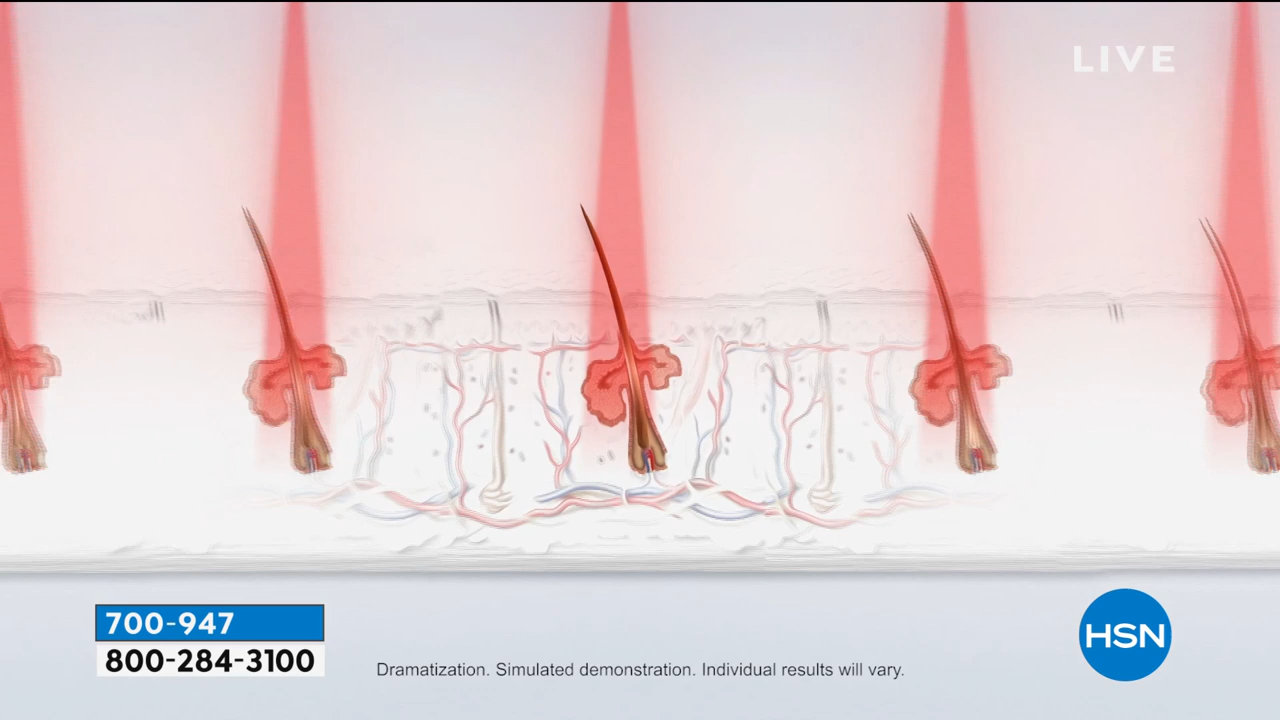 LIVE
700-947
800-284-3100
Dramatization. Simulated demonstration. Individual results will vary.
HSN